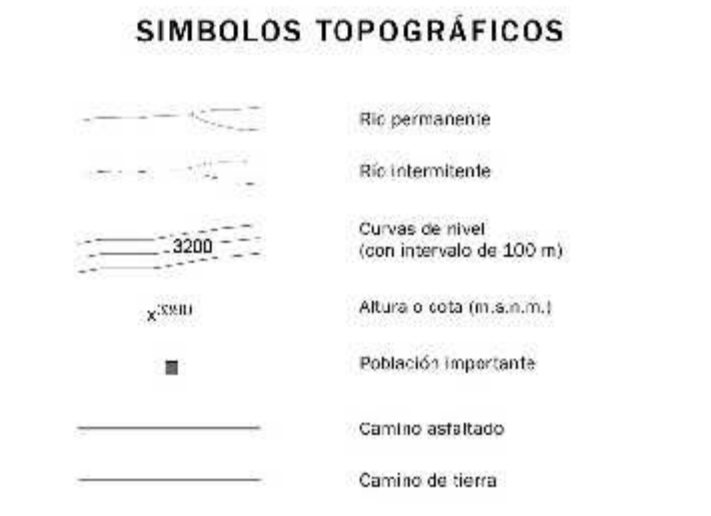 SIMBOLOS TOPOGRÁFICOS
Río permanente
Río intermitente
Curvas de nivel
(con intervalo de 100 m)
3200
Altura o cota (m.s.n.m.)
x
Población importante
Camino asfaltado
Camino de tierra